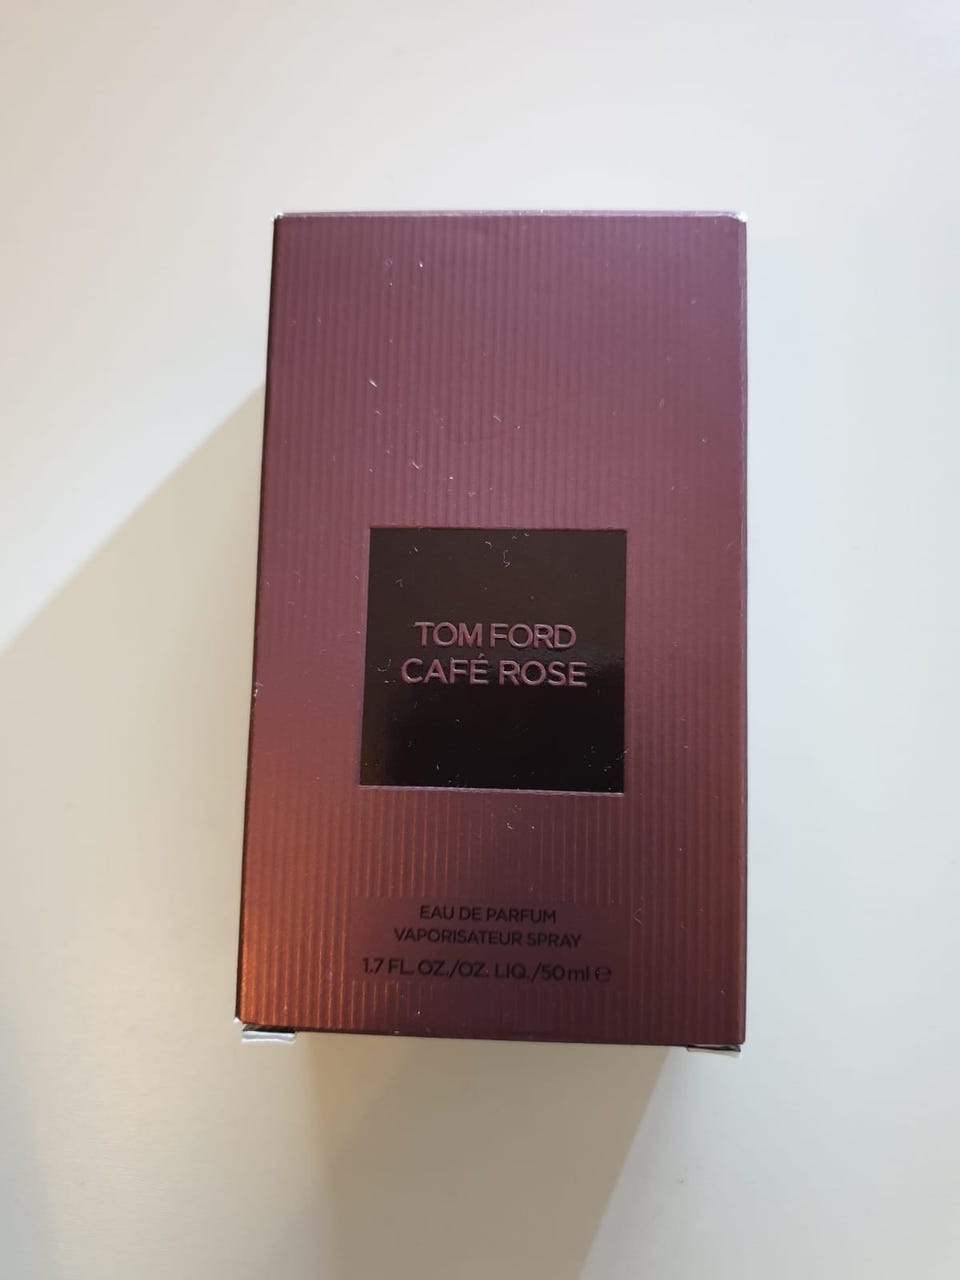 TOM FORD
CAFÉ ROSE
EAU DE PARFUM
VAPORISATEUR SPRAY
1.7 FL. OZ./OZ. LIQ./50 ml ℮